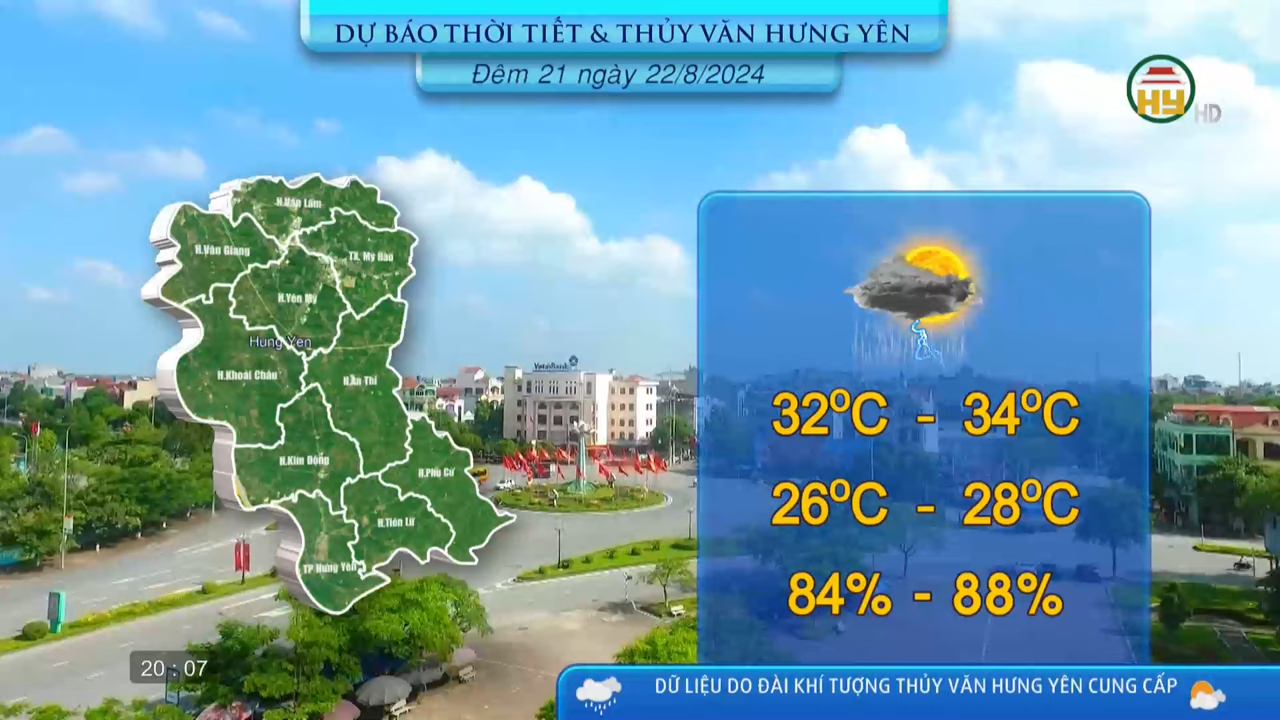 DỰ BÁO THỜI TIẾT & THỦY VĂN HƯNG YÊN
Đêm 21 ngày 22/8/2024
HY HD
H.Văn Lâm
H.Văn Giang
TX. Mỹ Hào
H.Yên Mỹ
Hưng Yên
H.Khoái Châu
H.Ân Thi
H.Kim Động
H.Phù Cừ
H.Tiên Lữ
TP Hưng Yên
VietinBank
32ºC - 34ºC
26ºC - 28ºC
84% - 88%
20 : 07
DỮ LIỆU DO ĐÀI KHÍ TƯỢNG THỦY VĂN HƯNG YÊN CUNG CẤP